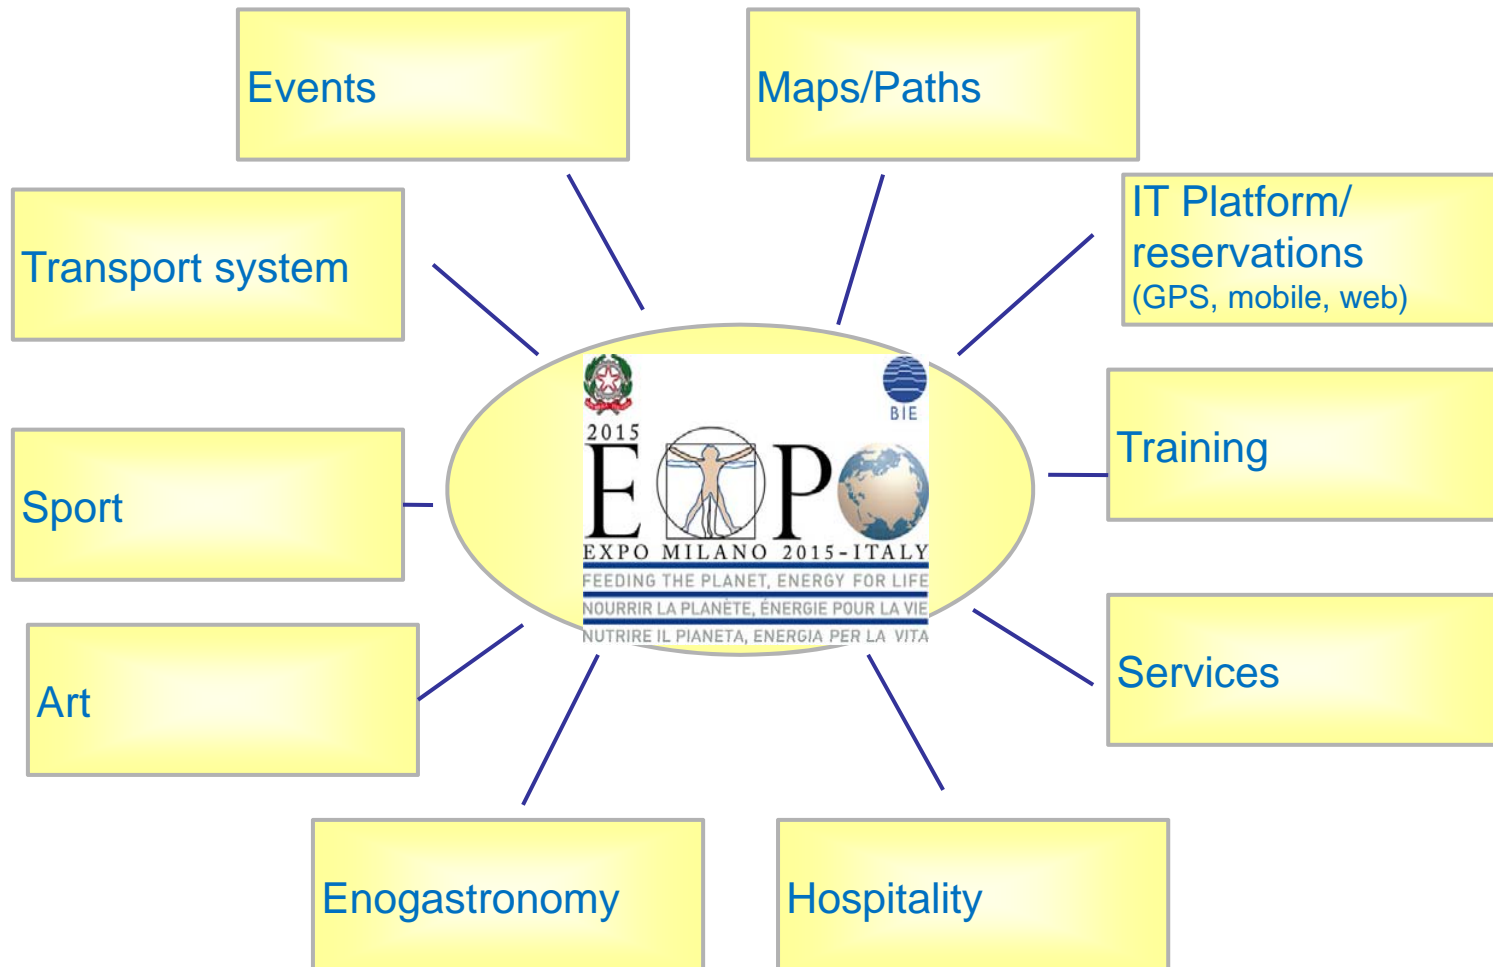 Events
Maps/Paths
IT Platform/
reservations
(GPS, mobile, web)
Transport system
BIE
2015
EXPO
EXPO MILANO 2015-ITALY
FEEDING THE PLANET, ENERGY FOR LIFE
NOURRIR LA PLANÈTE, ÉNERGIE POUR LA VIE
NUTRIRE IL PIANETA, ENERGIA PER LA VITA
Training
Sport
Services
Art
Enogastronomy
Hospitality